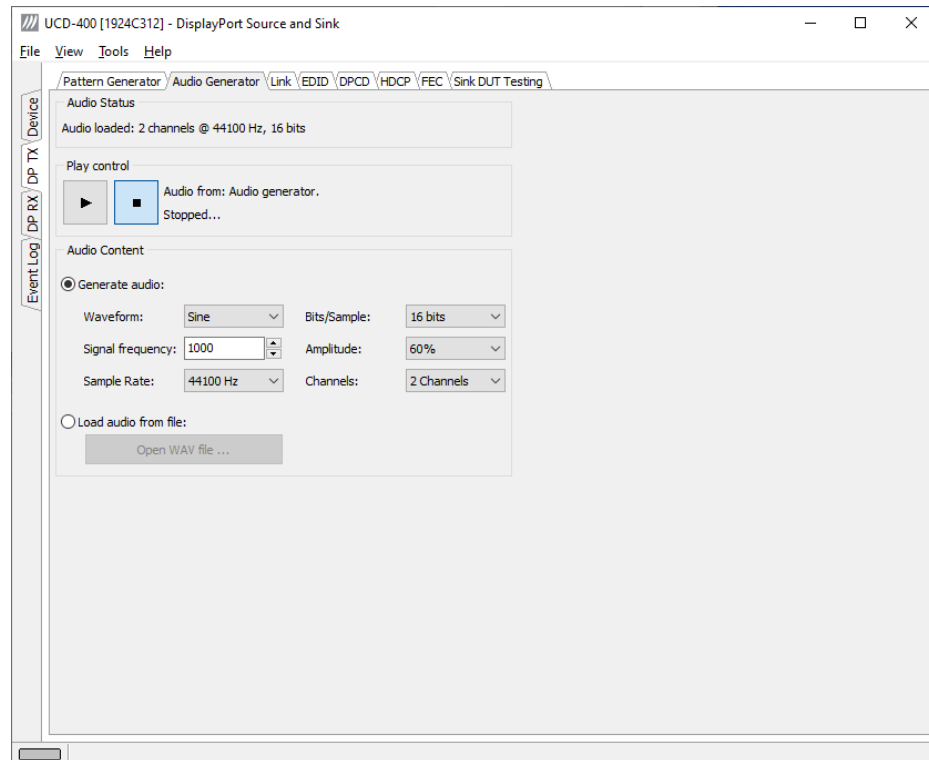 UCD-400 [1924C312] - DisplayPort Source and Sink
File View Tools Help
Pattern Generator Audio Generator Link EDID DPCD HDCP FEC Sink DUT Testing
Device
DP TX
DP RX
Event Log
Audio Status
Audio loaded: 2 channels @ 44100 Hz, 16 bits
Play control
Audio from: Audio generator.
Stopped...
Audio Content
Generate audio:
Waveform: Sine Bits/Sample: 16 bits
Signal frequency: 1000 Amplitude: 60%
Sample Rate: 44100 Hz Channels: 2 Channels
Load audio from file:
Open WAV file ...